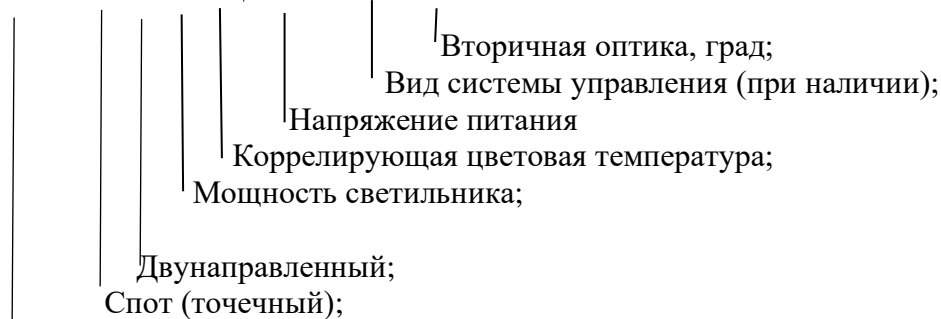 Вторичная оптика, град;
Вид системы управления (при наличии);
Напряжение питания
Коррелирующая цветовая температура;
Мощность светильника;
Двунаправленный;
Спот (точечный);